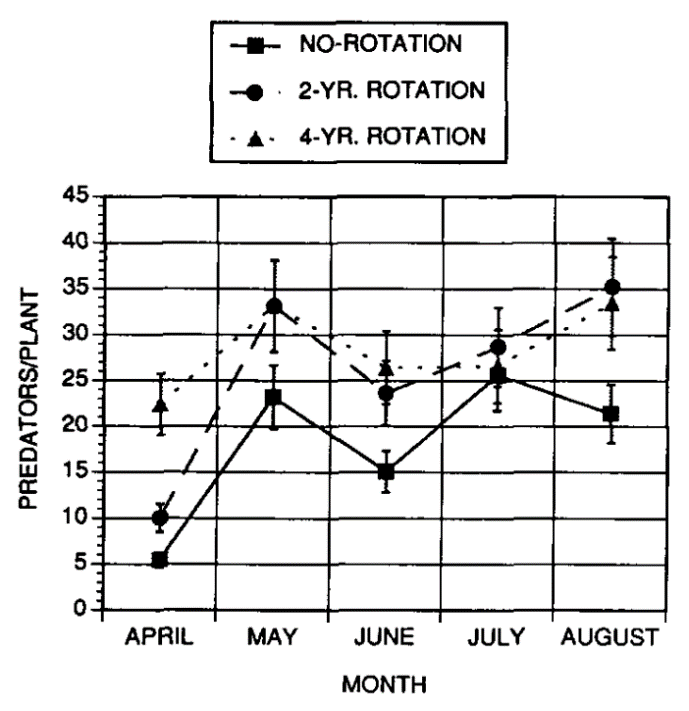 NO-ROTATION
2-YR. ROTATION
4-YR. ROTATION
45
40
35
30
25
20
15
10
5
0
PREDATORS/PLANT
APRIL MAY JUNE JULY AUGUST
MONTH